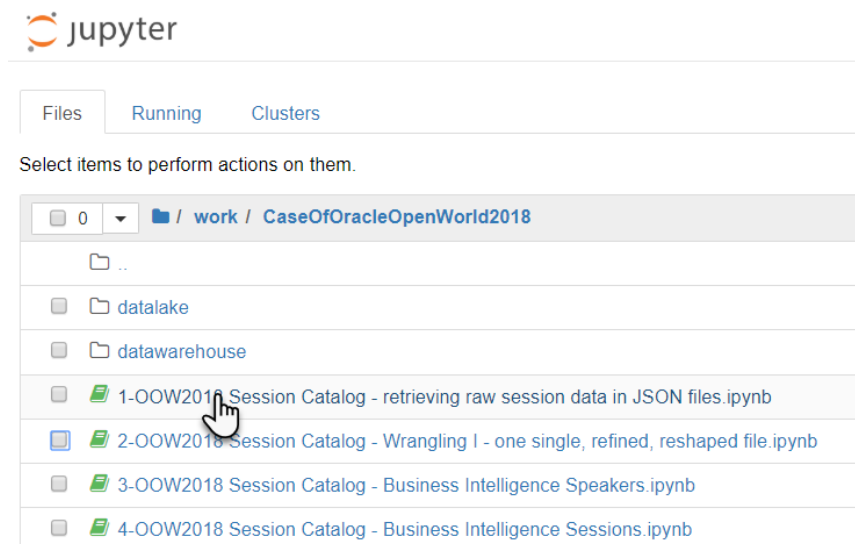 jupyter
Files Running Clusters
Select items to perform actions on them.
0 / work / CaseOfOracleOpenWorld2018
..
datalake
datawarehouse
1-OOW2018 Session Catalog - retrieving raw session data in JSON files.ipynb
2-OOW2018 Session Catalog - Wrangling I - one single, refined, reshaped file.ipynb
3-OOW2018 Session Catalog - Business Intelligence Speakers.ipynb
4-OOW2018 Session Catalog - Business Intelligence Sessions.ipynb